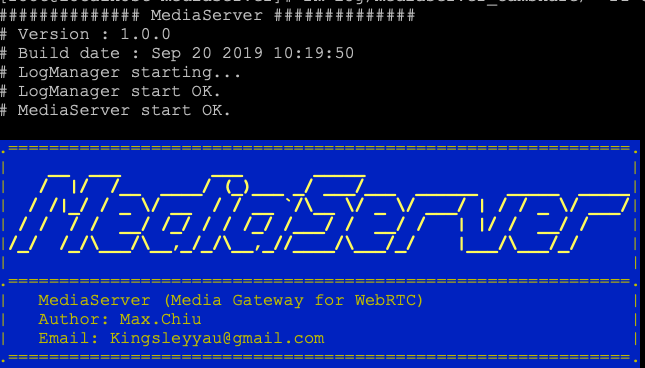 ############## MediaServer ##############
# Version : 1.0.0
# Build date : Sep 20 2019 10:19:50
# LogManager starting...
# LogManager start OK.
# MediaServer start OK.
MediaServer
MediaServer (Media Gateway for WebRTC)
Author: Max.Chiu
Email: Kingsleyyau@gmail.com